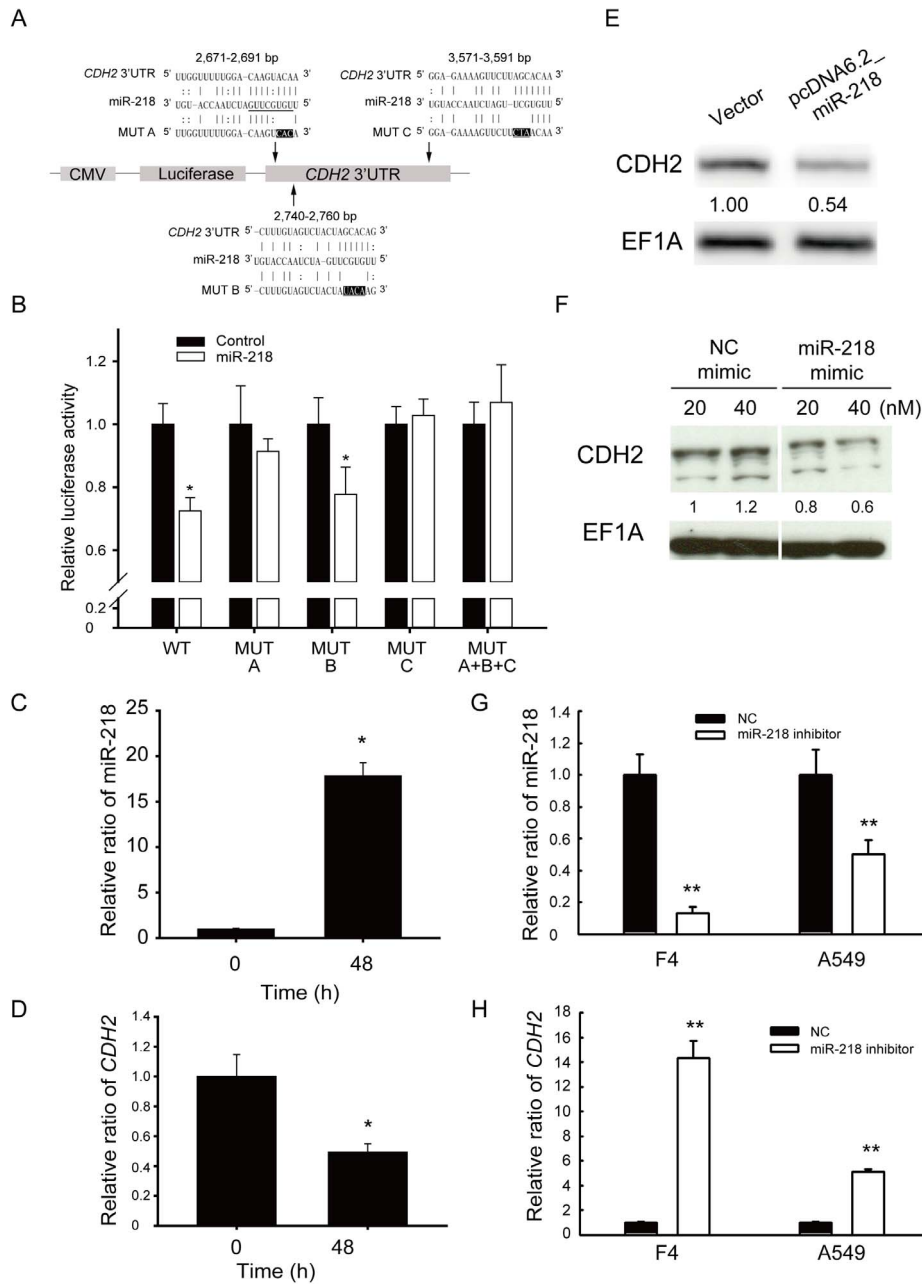 A
2,671-2,691 bp
CDH2 3'UTR 5' UUGGUUUUUGGA-CAAGUACAA 3'
miR-218 3' UGU-ACCAAUCUAGUUCGUGUU 5'
MUT A 5' UUGGUUUUUGGA-CAAGUCACA 3'
3,571-3,591 bp
CDH2 3'UTR 5' GGA-GAAAAGUUCUUAGCACAA 3'
miR-218 3' UGUACCAAUCUAGU-UCGUGUU 5'
MUT C 5' GGA-GAAAAGUUCUUCUAACAA 3'
CMV
Luciferase
CDH2 3'UTR
2,740-2,760 bp
CDH2 3'UTR 5' -CUUUGUAGUCUACUAGCACAG 3'
miR-218 3' UGUACCAAUCUA-GUUCGUGUU 5'
MUT B 5' -CUUUGUAGUCUACUAUACAAG 3'
B
Control
miR-218
Relative luciferase activity
1.2
1.0
0.8
0.6
0.2
0
WT
MUT A
MUT B
MUT C
MUT A+B+C
*
*
C
Relative ratio of miR-218
25
20
15
10
5
0
*
0
48
Time (h)
D
Relative ratio of CDH2
1.4
1.2
1.0
0.8
0.6
0.4
0.2
0
*
0
48
Time (h)
E
Vector
pcDNA6.2_
miR-218
CDH2
1.00
0.54
EF1A
F
NC
mimic
miR-218
mimic
20 40 20 40 (nM)
CDH2
1 1.2 0.8 0.6
EF1A
G
NC
miR-218 inhibitor
Relative ratio of miR-218
1.4
1.2
1.0
0.8
0.6
0.4
0.2
0
**
**
F4
A549
H
NC
miR-218 inhibitor
Relative ratio of CDH2
18
16
14
12
10
8
6
4
2
0
**
**
F4
A549